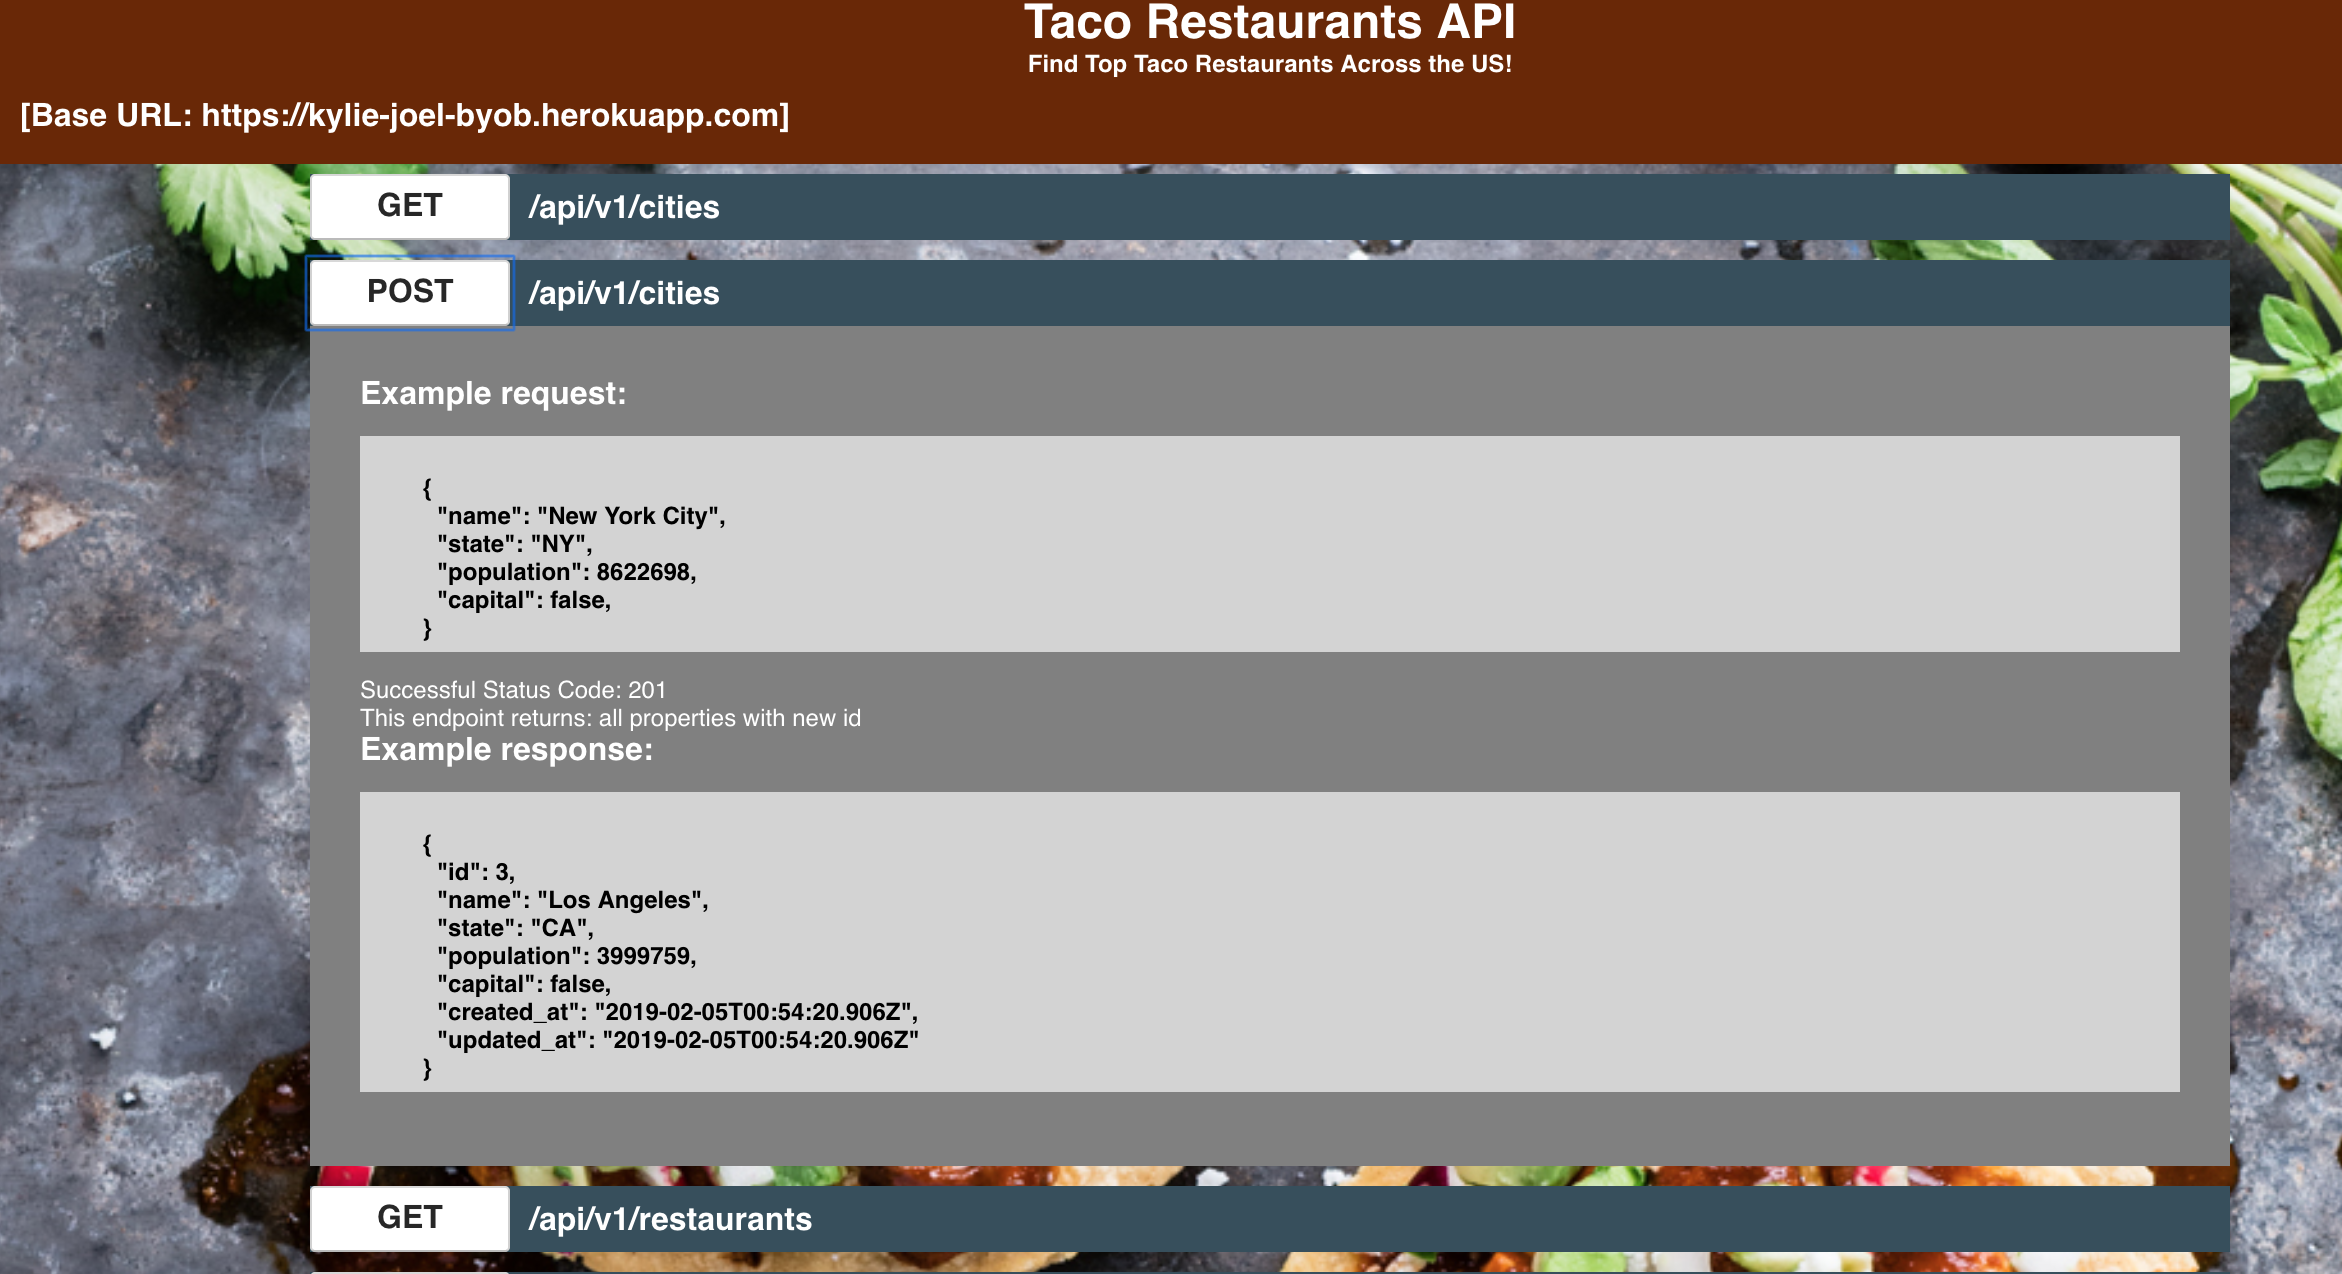 Taco Restaurants API
Find Top Taco Restaurants Across the US!
[Base URL: https://kylie-joel-byob.herokuapp.com]
GET /api/v1/cities
POST /api/v1/cities
Example request:
{
"name": "New York City",
"state": "NY",
"population": 8622698,
"capital": false,
}
Successful Status Code: 201
This endpoint returns: all properties with new id
Example response:
{
"id": 3,
"name": "Los Angeles",
"state": "CA",
"population": 3999759,
"capital": false,
"created_at": "2019-02-05T00:54:20.906Z",
"updated_at": "2019-02-05T00:54:20.906Z"
}
GET /api/v1/restaurants